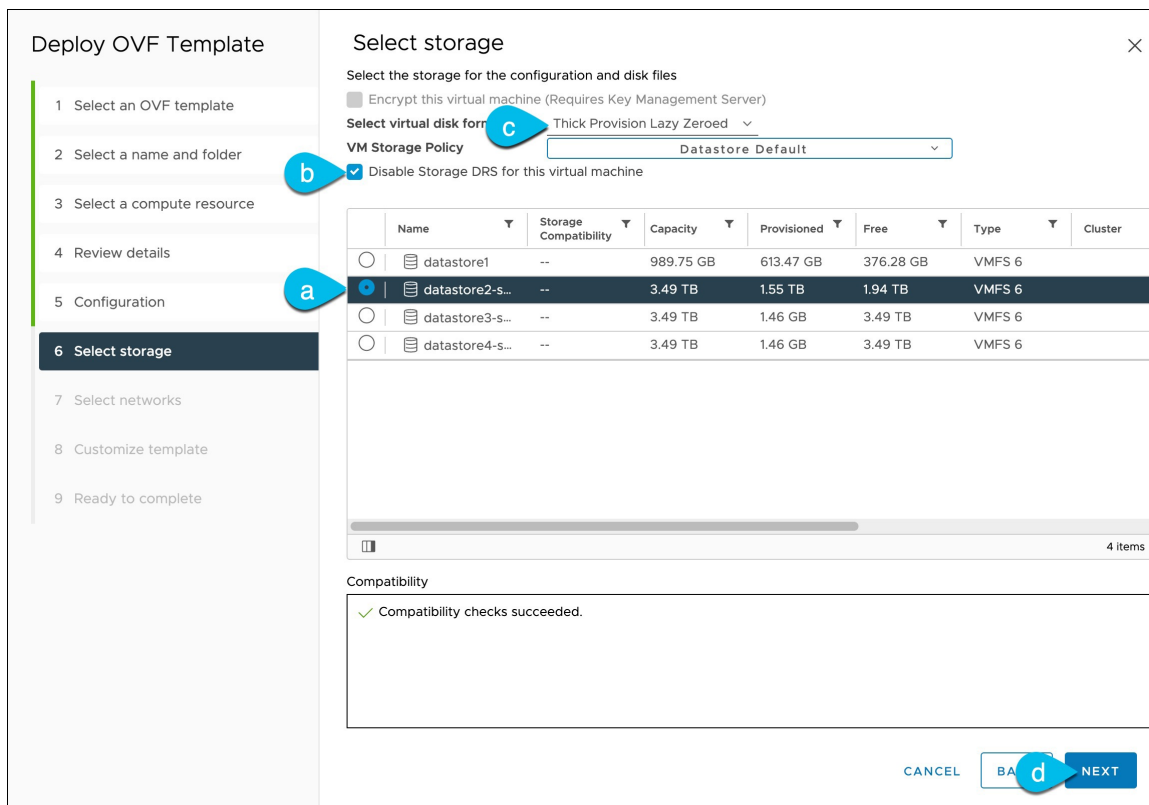 Deploy OVF Template
1 Select an OVF template
2 Select a name and folder
3 Select a compute resource
4 Review details
5 Configuration
6 Select storage
7 Select networks
8 Customize template
9 Ready to complete
Select storage
Select the storage for the configuration and disk files
Encrypt this virtual machine (Requires Key Management Server)
Select virtual disk for c Thick Provision Lazy Zeroed
VM Storage Policy Datastore Default
b Disable Storage DRS for this virtual machine
Name Storage Compatibility Capacity Provisioned Free Type Cluster
datastore1 -- 989.75 GB 613.47 GB 376.28 GB VMFS 6
a datastore2-s... -- 3.49 TB 1.55 TB 1.94 TB VMFS 6
datastore3-s... -- 3.49 TB 1.46 GB 3.49 TB VMFS 6
datastore4-s... -- 3.49 TB 1.46 GB 3.49 TB VMFS 6
4 items
Compatibility
Compatibility checks succeeded.
CANCEL BA d NEXT